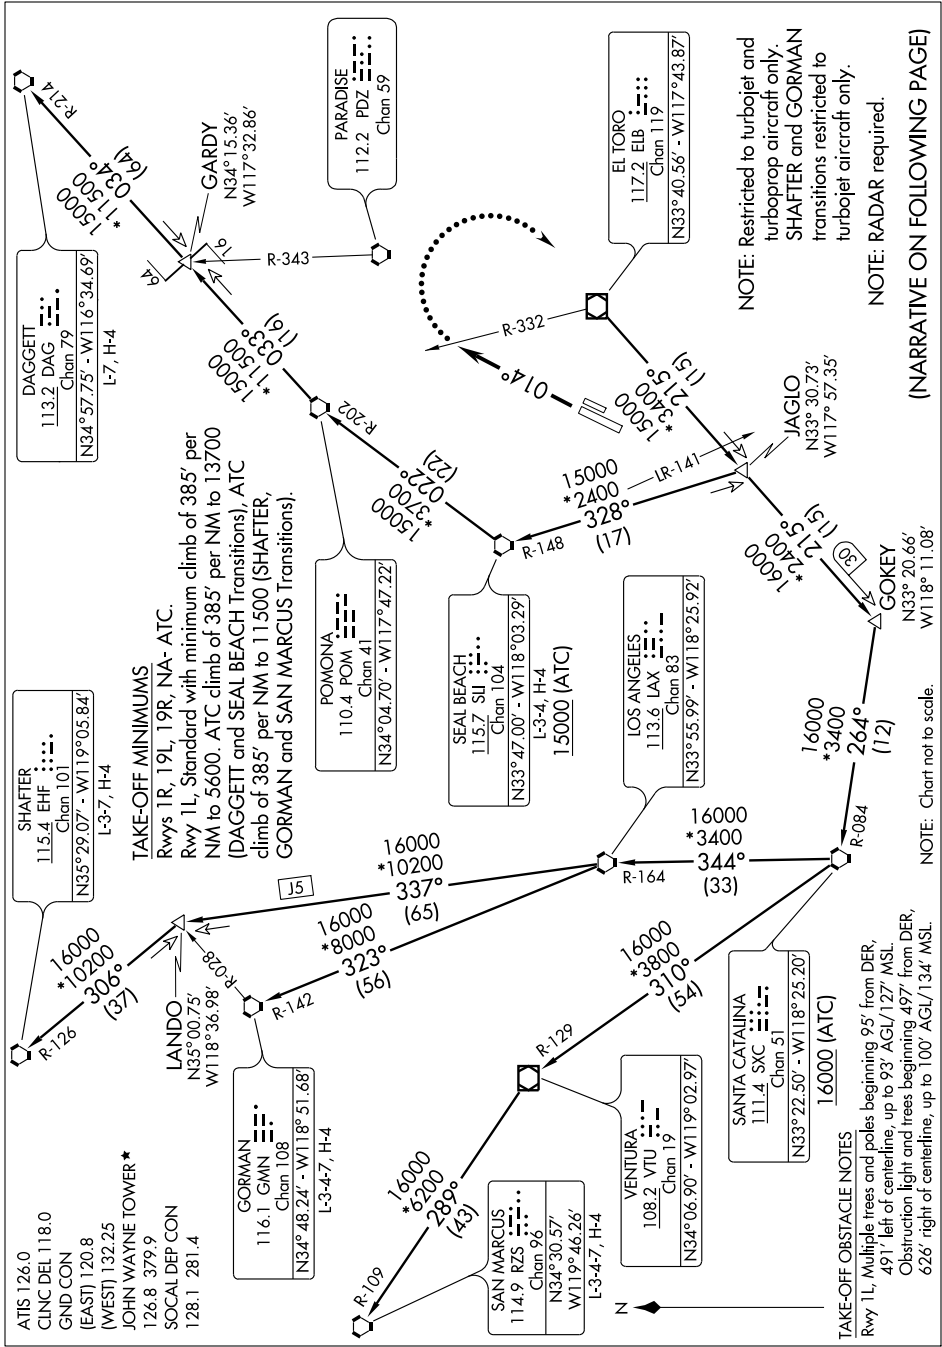 ATIS 126.0
CLNC DEL 118.0
GND CON
(EAST) 120.8
(WEST) 132.25
JOHN WAYNE TOWER★
126.8 379.9
SOCAL DEP CON
128.1 281.4
SHAFTER
115.4 EHF
Chan 101
N35°29.07' - W119°05.84'
L-3-7, H-4
TAKE-OFF MINIMUMS
Rwys 1R, 19L, 19R, NA- ATC.
Rwy 1L, Standard with minimum climb of 385' per
NM to 5600. ATC climb of 385' per NM to 13700
(DAGGETT and SEAL BEACH Transitions), ATC
climb of 385' per NM to 11500 (SHAFTER,
GORMAN and SAN MARCUS Transitions).
DAGGETT
113.2 DAG
Chan 79
N34°57.75' - W116°34.69'
L-7, H-4
R-214
15000
*11500
034°
(64)
GARDY
N34°15.36'
W117°32.86'
64
16
R-343
PARADISE
112.2 PDZ
Chan 59
15000
*11500
033°
(16)
R-202
15000
*3700
022°
(22)
POMONA
110.4 POM
Chan 41
N34°04.70' - W117°47.22'
R-126
16000
*10200
306°
(37)
LANDO
N35°00.75'
W118°36.98'
R-028
J5
16000
*10200
337°
(65)
16000
*8000
323°
(56)
R-142
GORMAN
116.1 GMN
Chan 108
N34°48.24' - W118°51.68'
L-3-4-7, H-4
SEAL BEACH
115.7 SLI
Chan 104
N33°47.00' - W118°03.29'
L-3-4, H-4
15000 (ATC)
R-148
15000
*2400
328°
(17)
LR-141
014°
R-332
EL TORO
117.2 ELB
Chan 119
N33°40.56' - W117°43.87'
15000
*3400
215°
(15)
JAGLO
N33°30.73'
W117°57.35'
16000
*2400
215°
(15)
30
GOKEY
N33°20.66'
W118°11.08'
LOS ANGELES
113.6 LAX
Chan 83
N33°55.99' - W118°25.92'
R-164
16000
*3400
344°
(33)
16000
*3400
264°
(12)
R-084
16000
*3800
310°
(54)
R-129
SANTA CATALINA
111.4 SXC
Chan 51
N33°22.50' - W118°25.20'
16000 (ATC)
VENTURA
108.2 VTU
Chan 19
N34°06.90' - W119°02.97'
16000
*6200
289°
(43)
R-109
SAN MARCUS
114.9 RZS
Chan 96
N34°30.57'
W119°46.26'
L-3-4-7, H-4
N
TAKE-OFF OBSTACLE NOTES
Rwy 1L, Multiple trees and poles beginning 95' from DER,
491' left of centerline, up to 93' AGL/127' MSL.
Obstruction light and trees beginning 497' from DER,
626' right of centerline, up to 100' AGL/134' MSL.
NOTE: Chart not to scale.
NOTE: Restricted to turbojet and
turboprop aircraft only.
SHAFTER and GORMAN
transitions restricted to
turbojet aircraft only.
NOTE: RADAR required.
(NARRATIVE ON FOLLOWING PAGE)